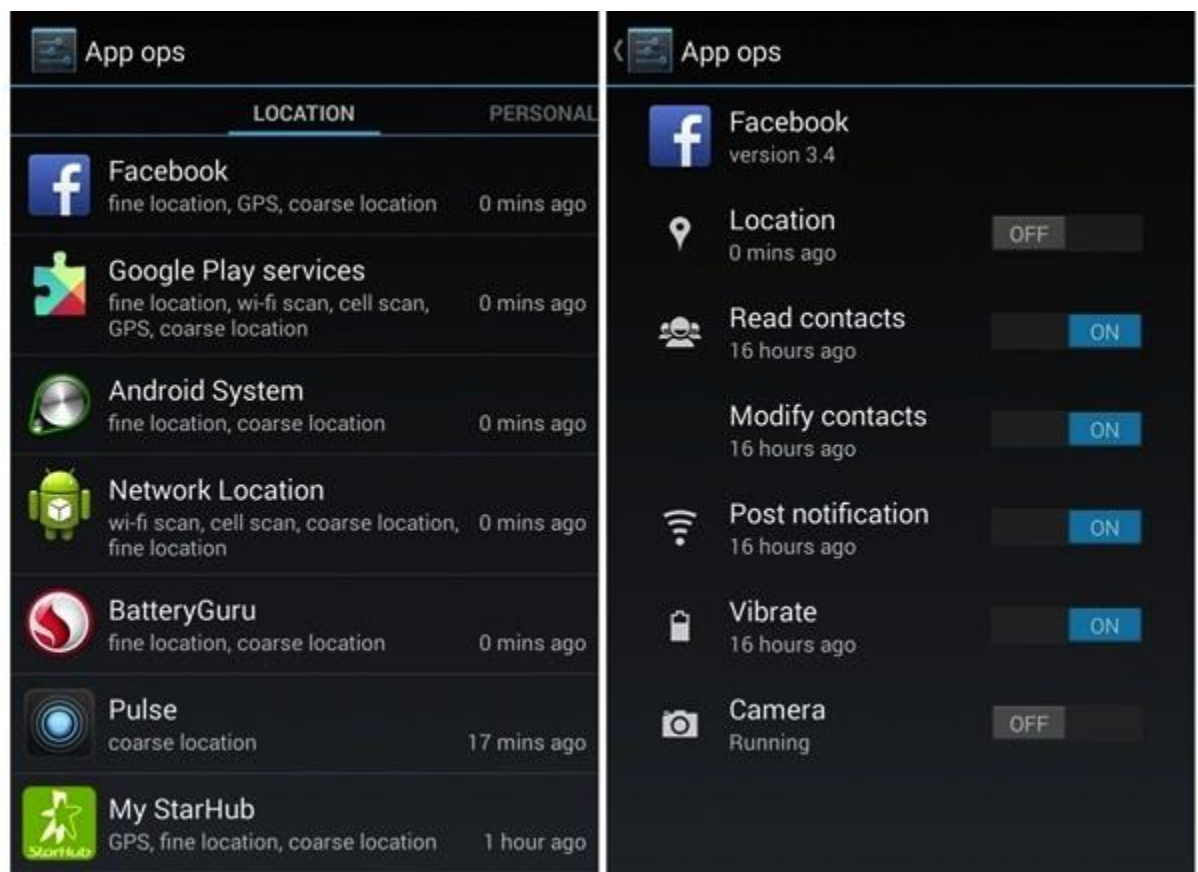 App ops
LOCATION PERSONAL
Facebook
fine location, GPS, coarse location 0 mins ago
Google Play services
fine location, wi-fi scan, cell scan, 0 mins ago
GPS, coarse location
Android System
fine location, coarse location 0 mins ago
Network Location
wi-fi scan, cell scan, coarse location, 0 mins ago
fine location
BatteryGuru
fine location, coarse location 0 mins ago
Pulse
coarse location 17 mins ago
StarHub
My StarHub
GPS, fine location, coarse location 1 hour ago
App ops
Facebook
version 3.4
Location OFF
0 mins ago
Read contacts ON
16 hours ago
Modify contacts ON
16 hours ago
Post notification ON
16 hours ago
Vibrate ON
16 hours ago
Camera OFF
Running